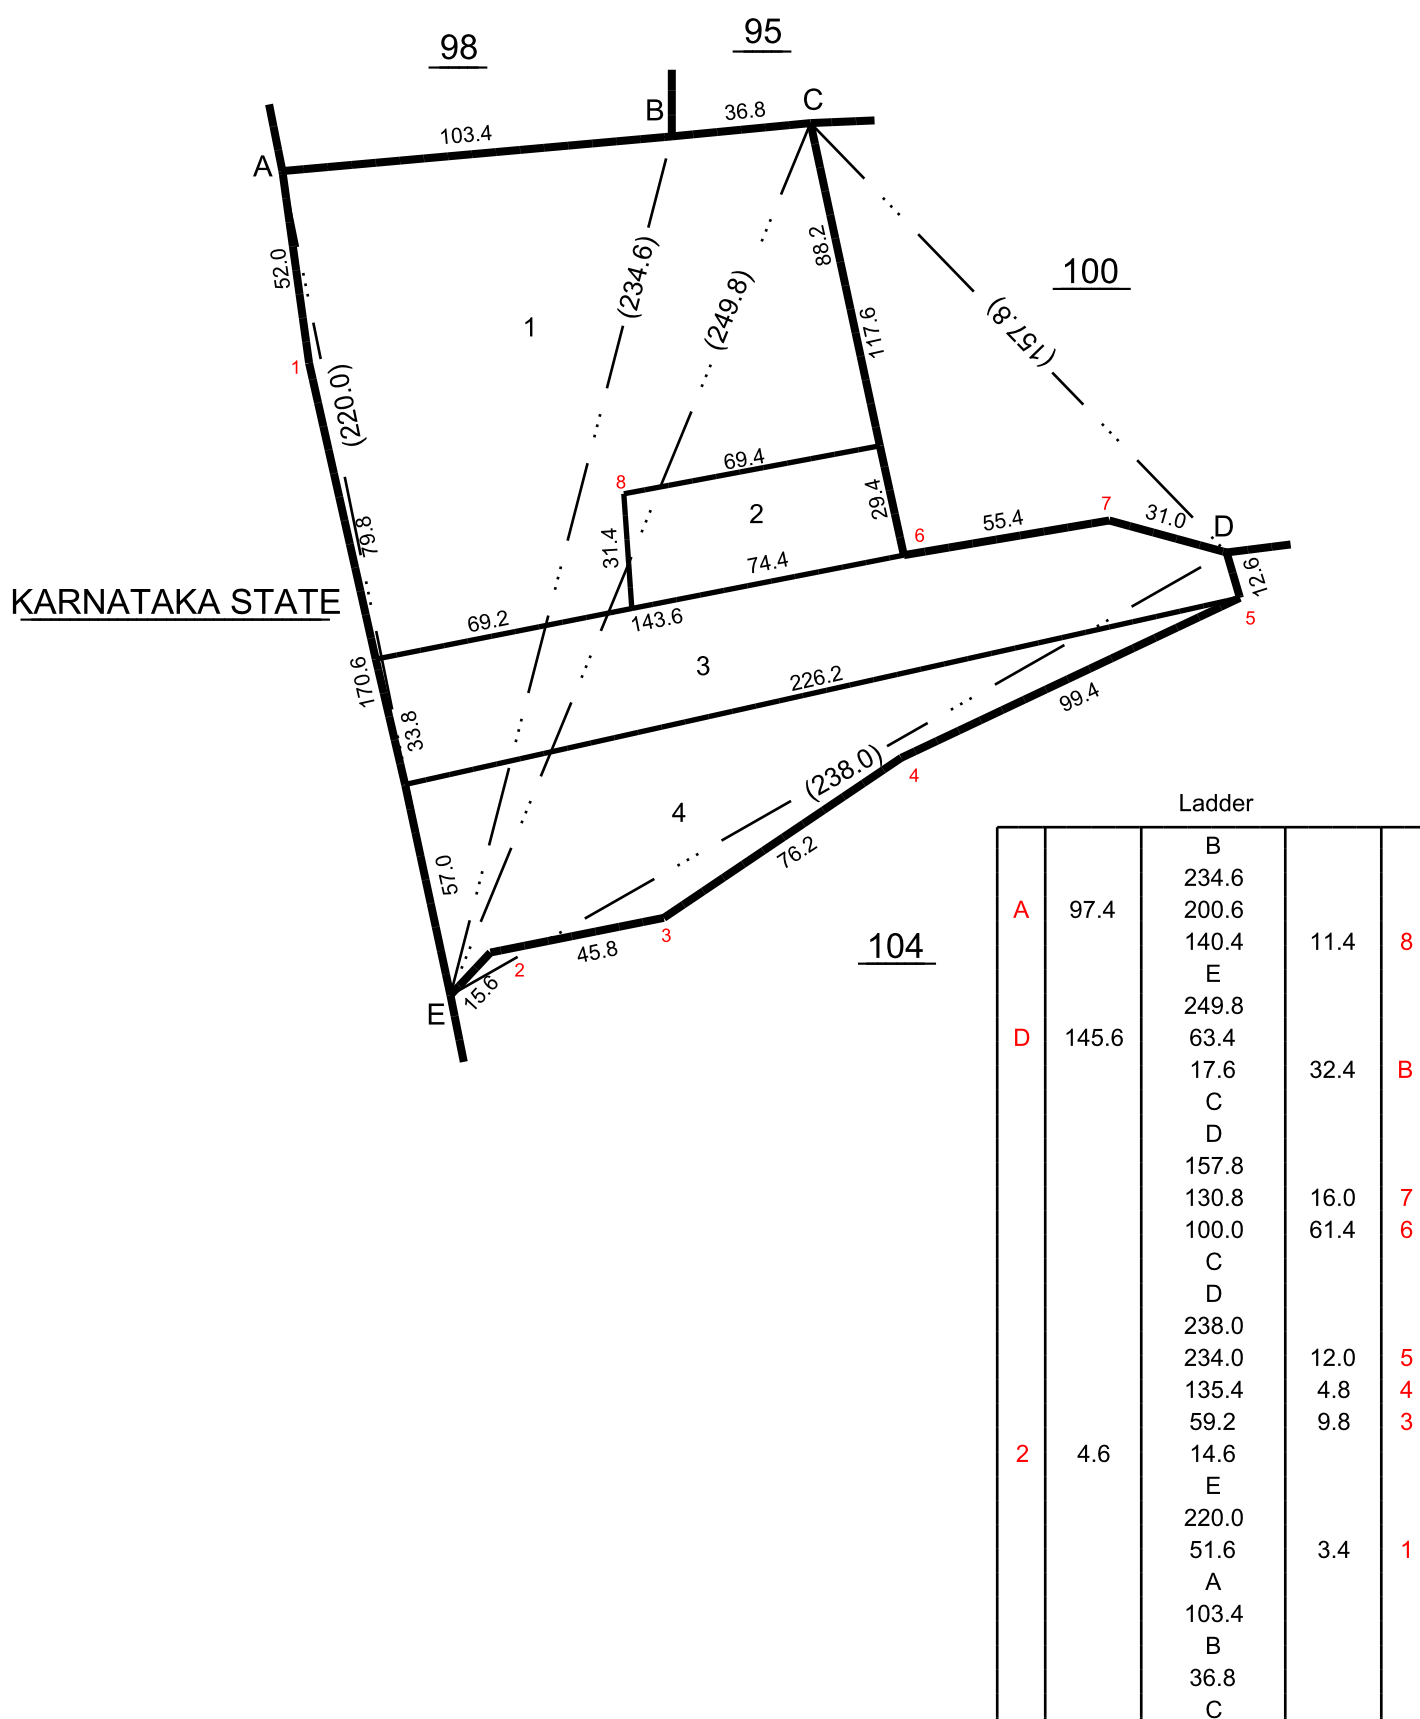 98
95
B
36.8
C
103.4
A
52.0
(234.6)
(249.8)
88.2
100
1
117.6
(157.8)
1
(220.0)
69.4
8
2
29.4
6
55.4
7
31.0
D
79.8
31.4
74.4
12.6
KARNATAKA STATE
69.2
143.6
5
170.6
3
226.2
99.4
33.8
(238.0)
4
4
76.2
Ladder
57.0
3
45.8
2
104
15.6
E
B
234.6
A 97.4 200.6
140.4 11.4 8
E
249.8
D 145.6 63.4
17.6 32.4 B
C
D
157.8
130.8 16.0 7
100.0 61.4 6
C
D
238.0
234.0 12.0 5
135.4 4.8 4
59.2 9.8 3
2 4.6 14.6
E
220.0
51.6 3.4 1
A
103.4
B
36.8
C